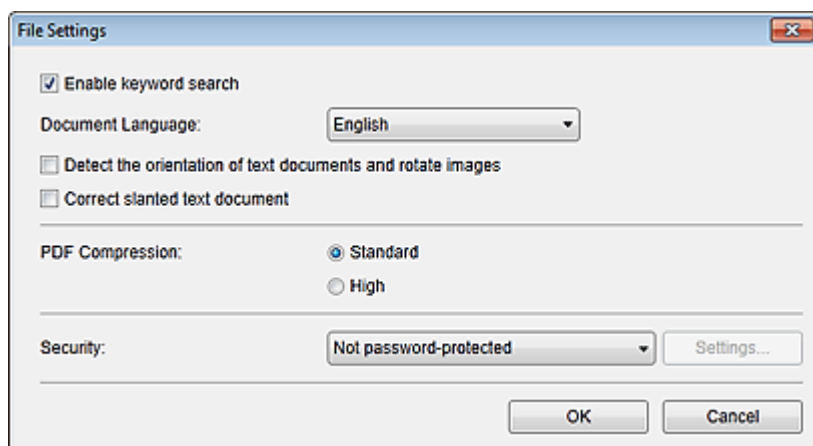 File Settings
Enable keyword search
Document Language: English
Detect the orientation of text documents and rotate images
Correct slanted text document
PDF Compression: Standard
High
Security: Not password-protected Settings...
OK Cancel